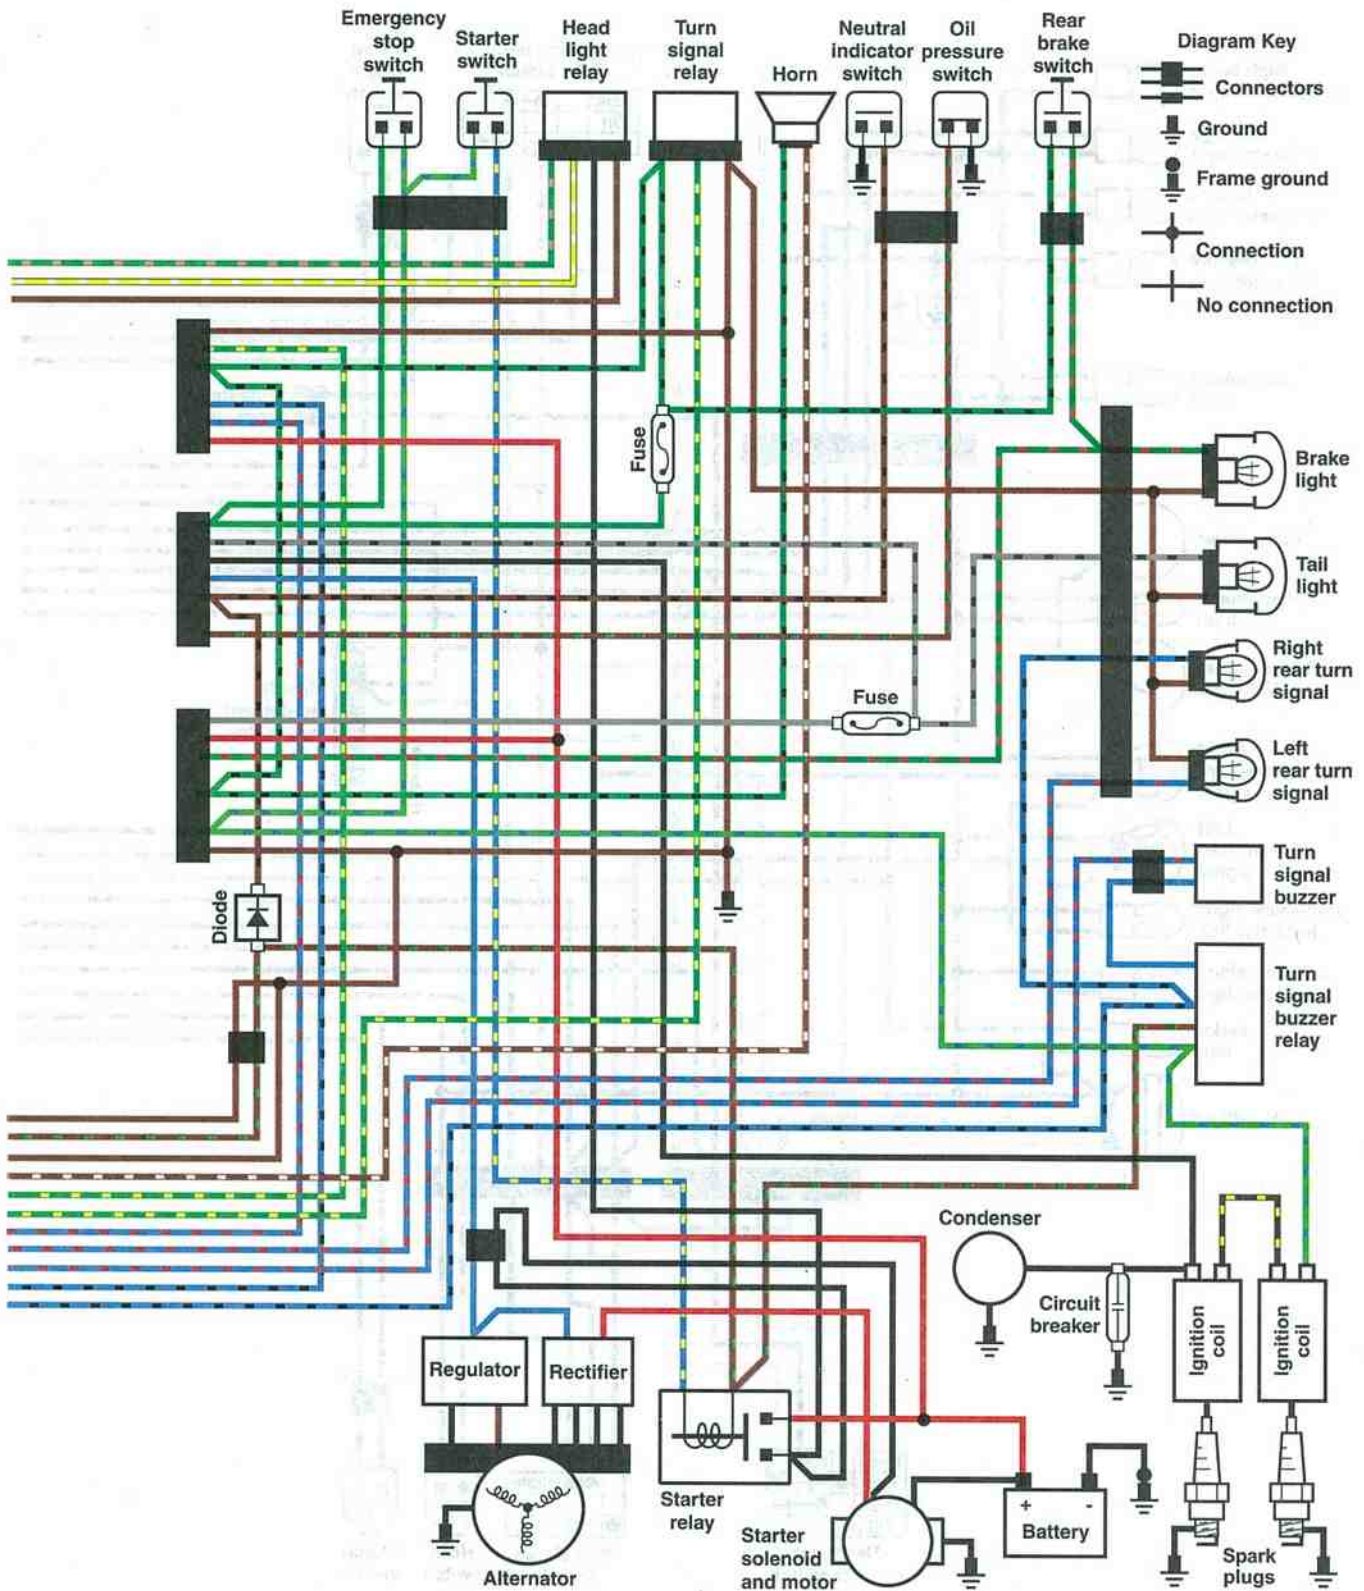 Emergency
stop
switch
Starter
switch
Head
light
relay
Turn
signal
relay
Horn
Neutral
indicator
switch
Oil
pressure
switch
Rear
brake
switch
Diagram Key
Connectors
Ground
Frame ground
Connection
No connection
Fuse
Brake
light
Tail
light
Right
rear turn
signal
Fuse
Left
rear turn
signal
Turn
signal
buzzer
Diode
Turn
signal
buzzer
relay
Condenser
Circuit
breaker
Ignition
coil
Ignition
coil
Regulator
Rectifier
Starter
relay
+ -
Battery
Starter
solenoid
and motor
Alternator
Spark
plugs